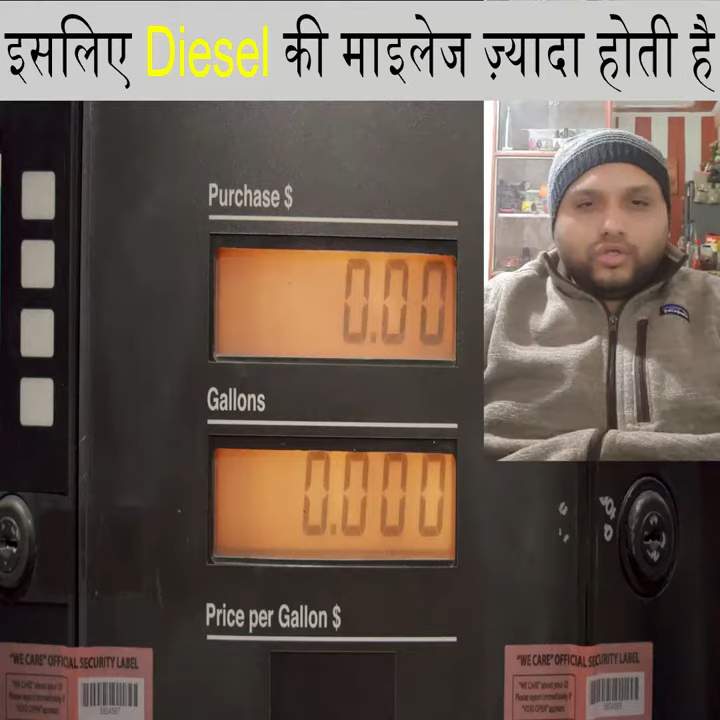 इसलिए Diesel की माइलेज ज़्यादा होती है
Purchase $
0.00
Gallons
0.000
Price per Gallon $
"WE CARE" OFFICIAL SECURITY LABEL
"WE CARE" OFFICIAL SECURITY LABEL